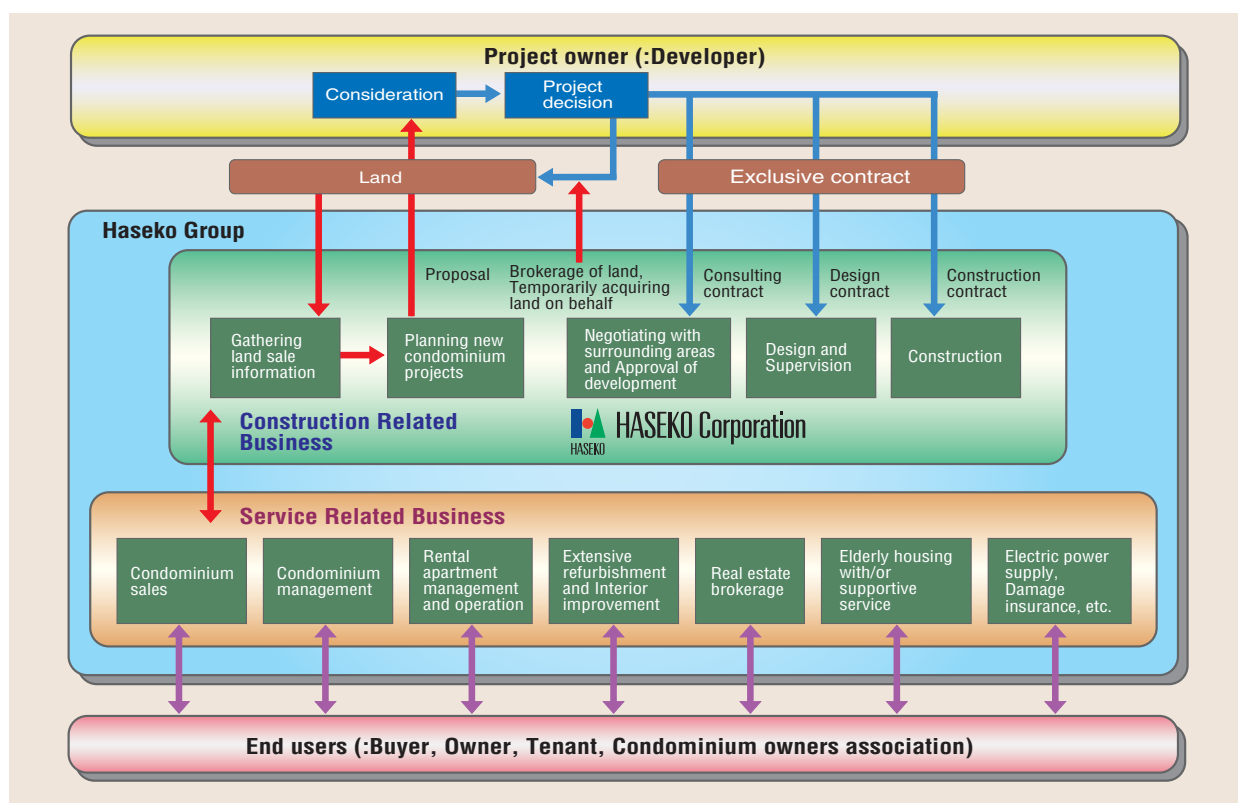 Project owner (:Developer)
Consideration
Project
decision
Land
Exclusive contract
Haseko Group
Proposal
Brokerage of land,
Temporarily acquiring
land on behalf
Consulting
contract
Design
contract
Construction
contract
Gathering
land sale
information
Planning new
condominium
projects
Negotiating with
surrounding areas
and Approval of
development
Design and
Supervision
Construction
Construction Related
Business
HASEKO
HASEKO Corporation
Service Related Business
Condominium
sales
Condominium
management
Rental
apartment
management
and operation
Extensive
refurbishment
and Interior
improvement
Real estate
brokerage
Elderly housing
with/or
supportive
service
Electric power
supply,
Damage
insurance, etc.
End users (:Buyer, Owner, Tenant, Condominium owners association)